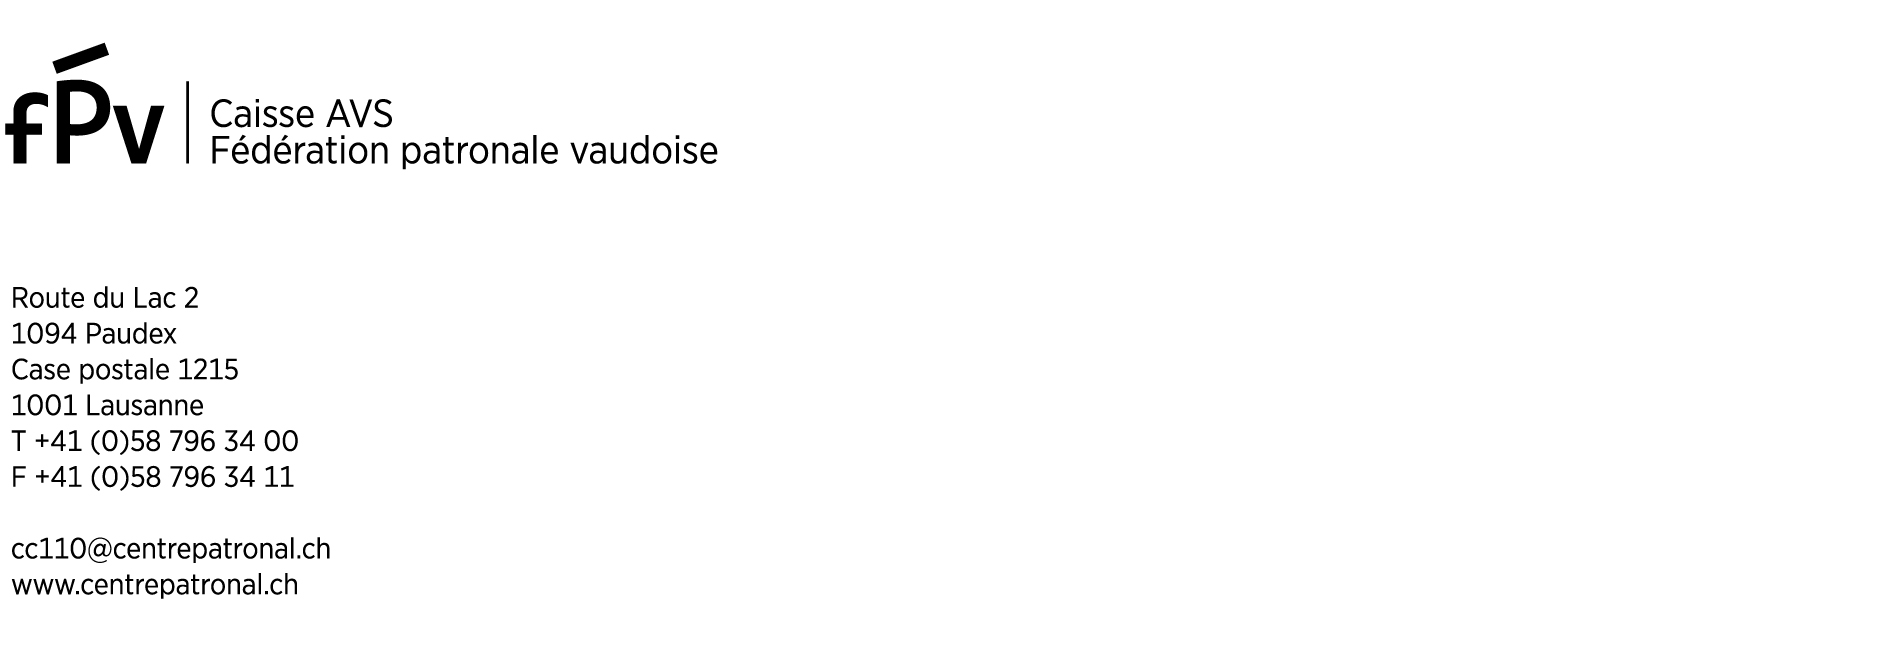 fPv
Caisse AVS
Fédération patronale vaudoise
Route du Lac 2
1094 Paudex
Case postale 1215
1001 Lausanne
T +41 (0)58 796 34 00
F +41 (0)58 796 34 11
cc110@centrepatronal.ch
www.centrepatronal.ch